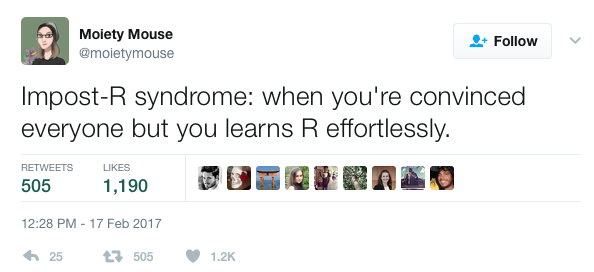 Moiety Mouse
@moietymouse
Follow
Impost-R syndrome: when you're convinced
everyone but you learns R effortlessly.
RETWEETS
505
LIKES
1,190
12:28 PM - 17 Feb 2017
25
505
1.2K